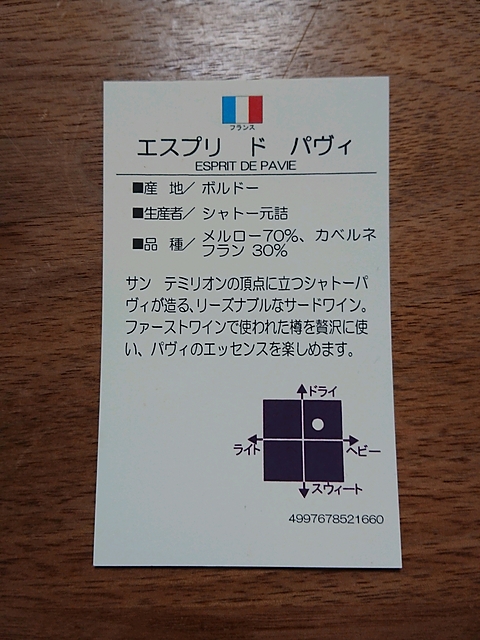 フランス
エスプリ ド パヴィ
ESPRIT DE PAVIE
■産 地／ ボルドー
■生産者／ シャトー元詰
■品 種／ メルロー70%、カベルネ
フラン 30%
サン テミリオンの頂点に立つシャトーパ
ヴィが造る､リーズナブルなサードワイン。
ファーストワインで使われた樽を贅沢に使
い、パヴィのエッセンスを楽しめます。
ドライ
ライト
ヘビー
スウィート
4997678521660